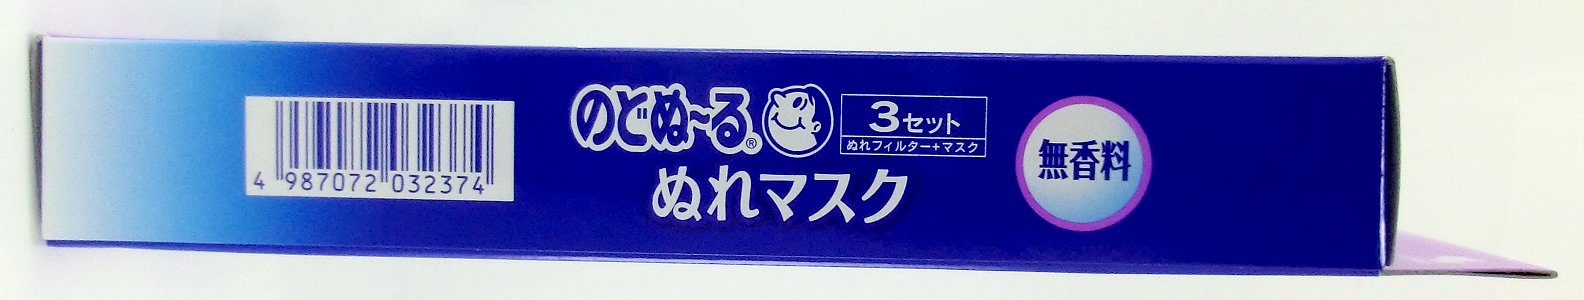 4 987072 032374
のどぬ〜る®
3セット
ぬれフィルター+マスク
ぬれマスク
無香料